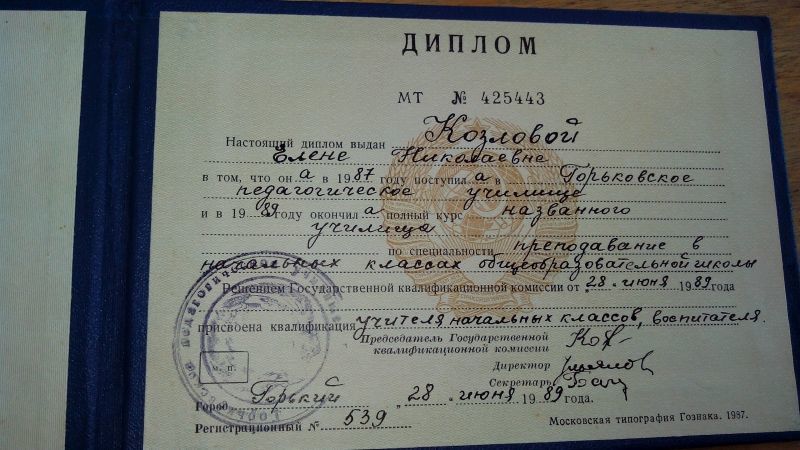 ДИПЛОМ
МТ № 425443
Настоящий диплом выдан Козловой
Елене Николаевне
в том, что он а в 1987 году поступил а в Горьковское
педагогическое училище
и в 1989 году окончил а полный курс названного
училища
по специальности преподавание в
начальных классах общеобразовательной школы
Решением Государственной квалификационной комиссии от 28 июня 1989 года
присвоена квалификация учителя начальных классов, воспитателя.
Председатель Государственной
квалификационной комиссии
Директор
Секретарь
м. п.
Город Горький „ 28 „ июня 1989 года.
Регистрационный № 539
Московская типография Гознака. 1987.